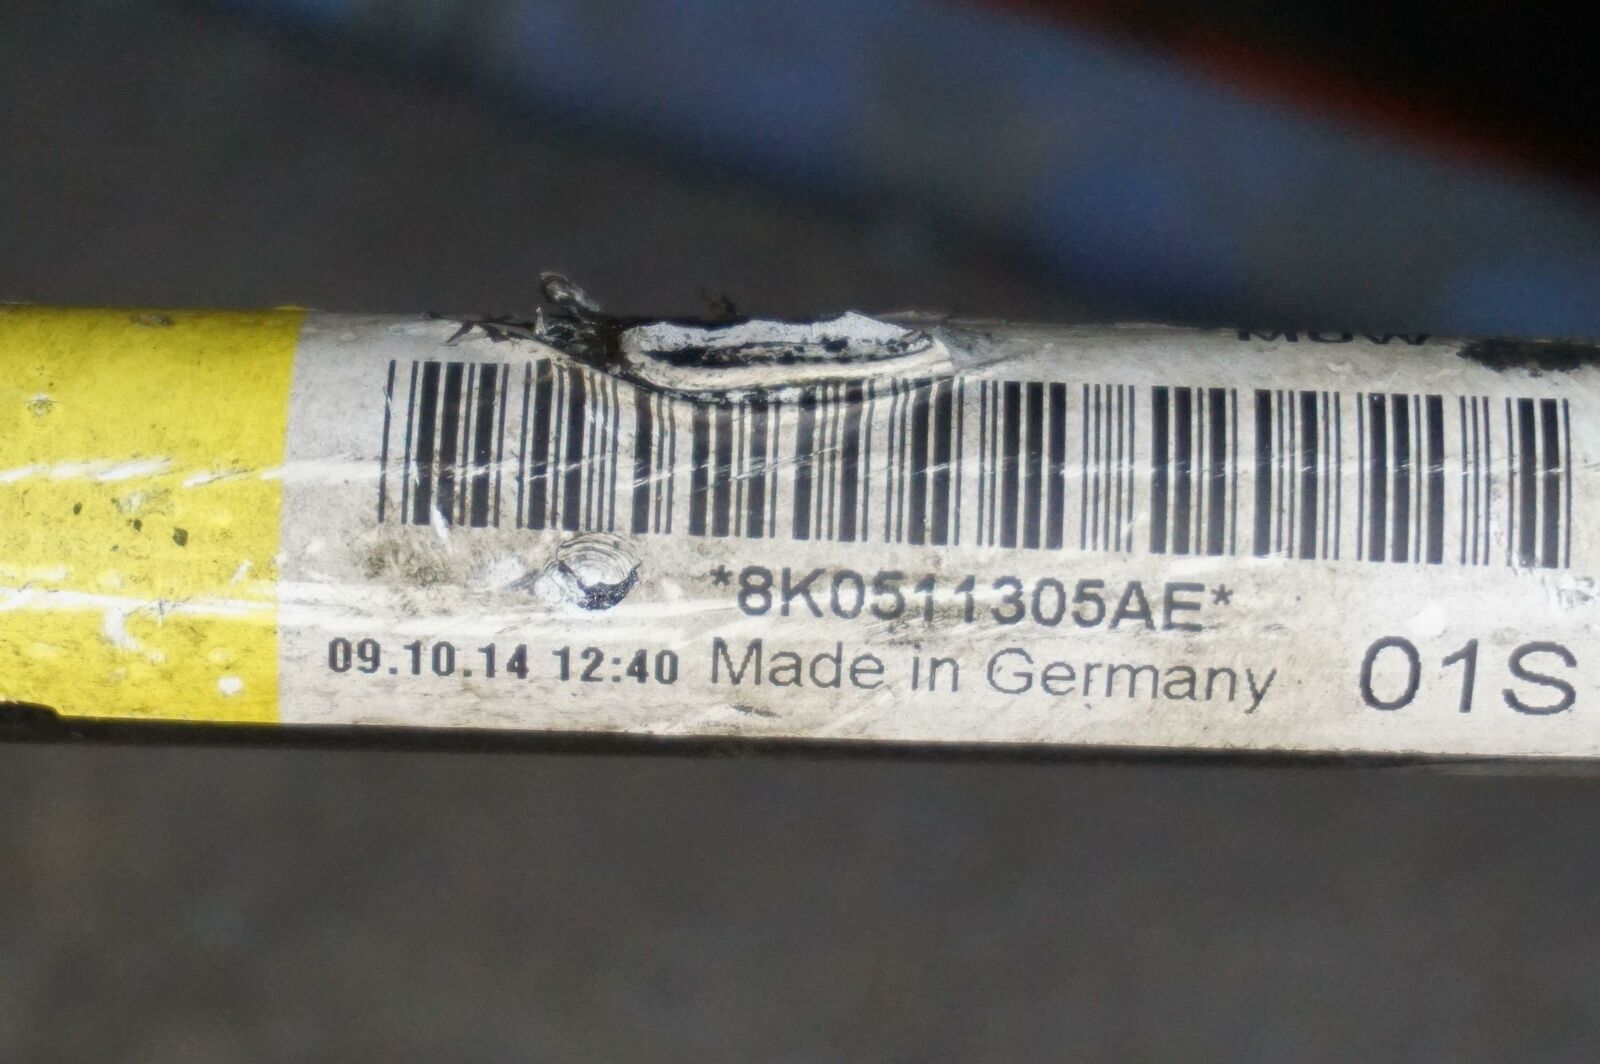 *8K0511305AE*
09.10.14 12:40 Made in Germany 01S